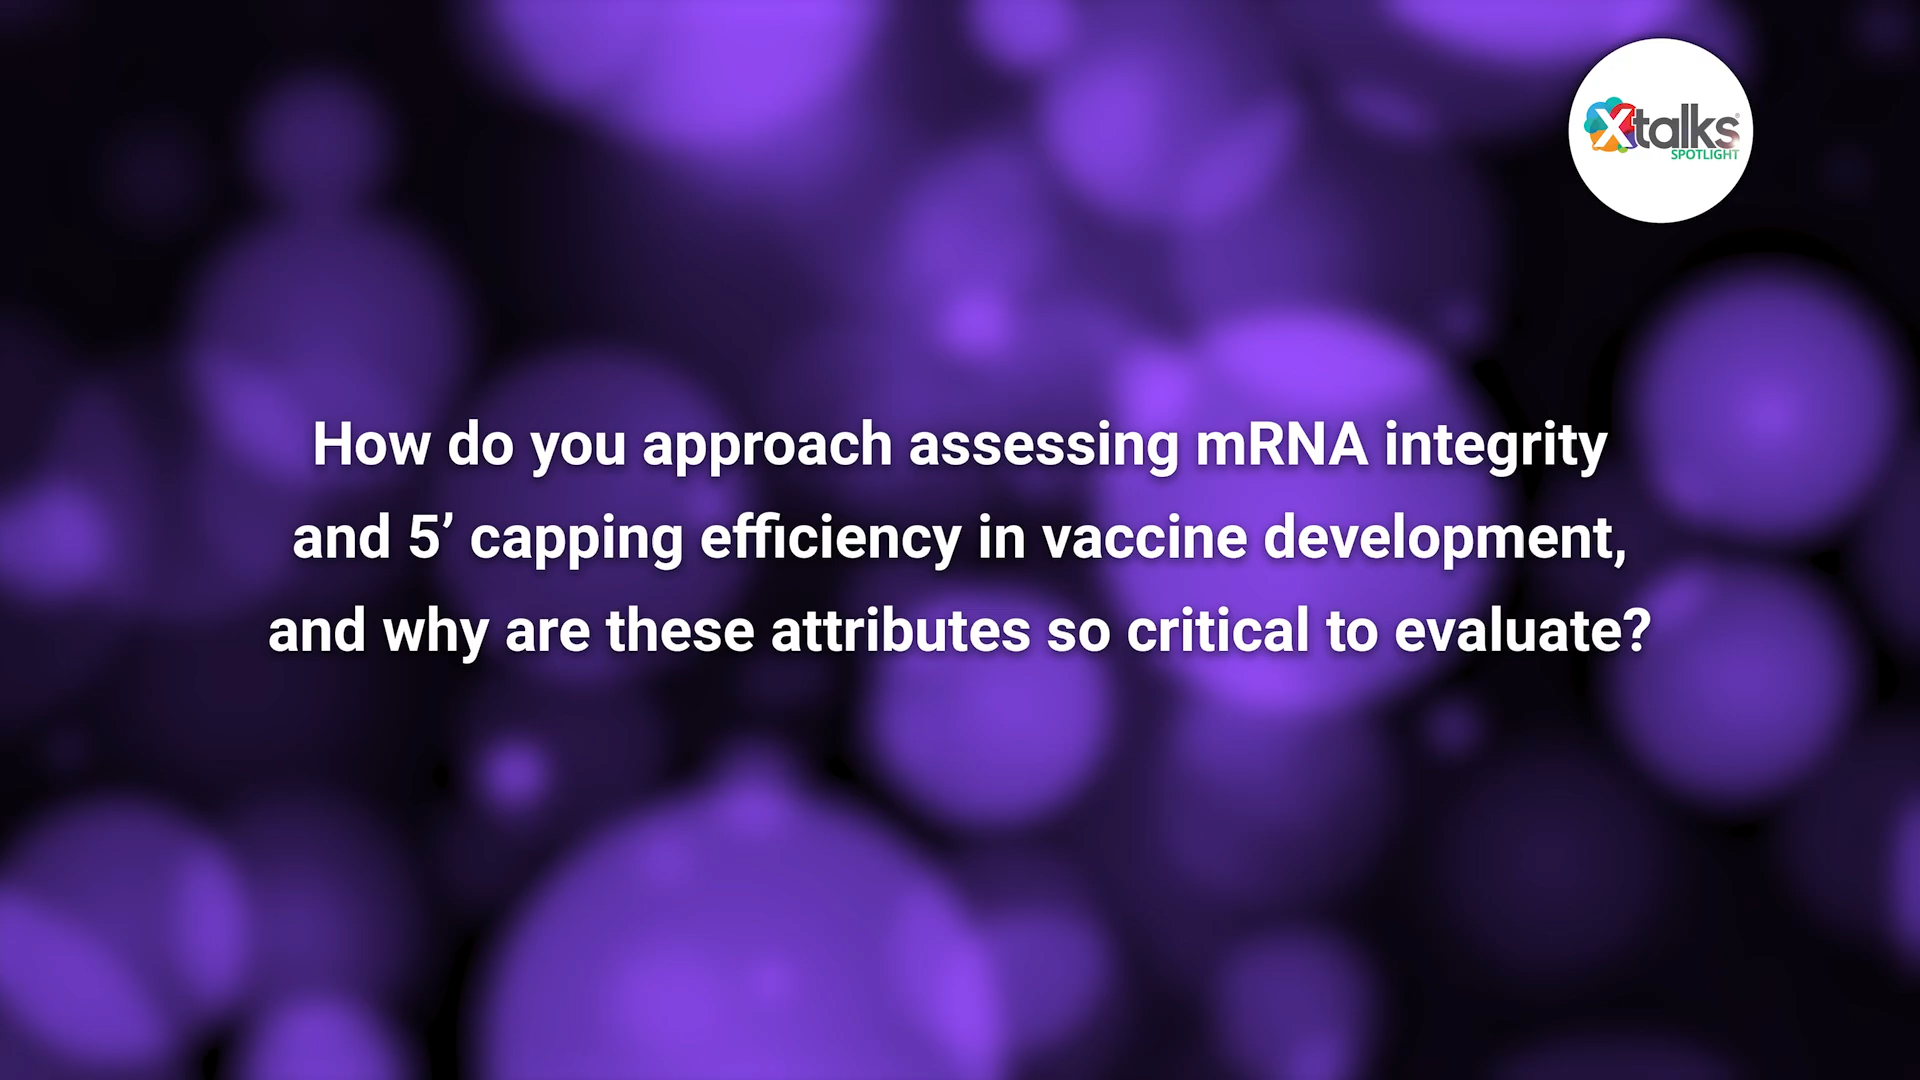 Xtalks
SPOTLIGHT
How do you approach assessing mRNA integrity
and 5’ capping efficiency in vaccine development,
and why are these attributes so critical to evaluate?